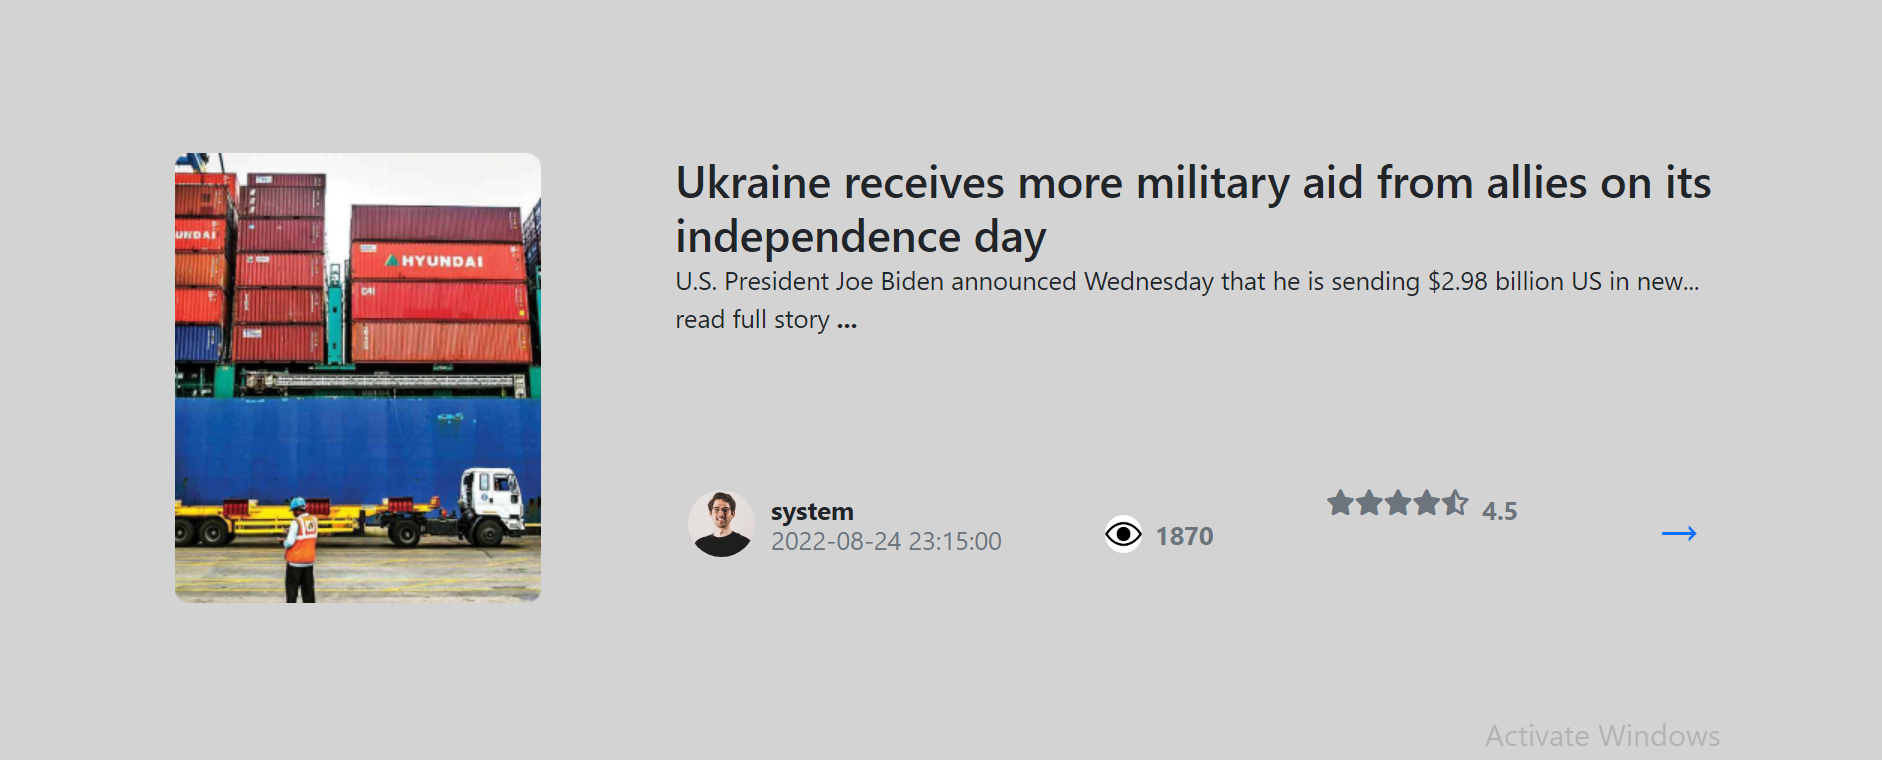 UNDAI
HYUNDAI
Ukraine receives more military aid from allies on its
independence day
U.S. President Joe Biden announced Wednesday that he is sending $2.98 billion US in new...
read full story ...
system
2022-08-24 23:15:00
1870
4.5
Activate Windows